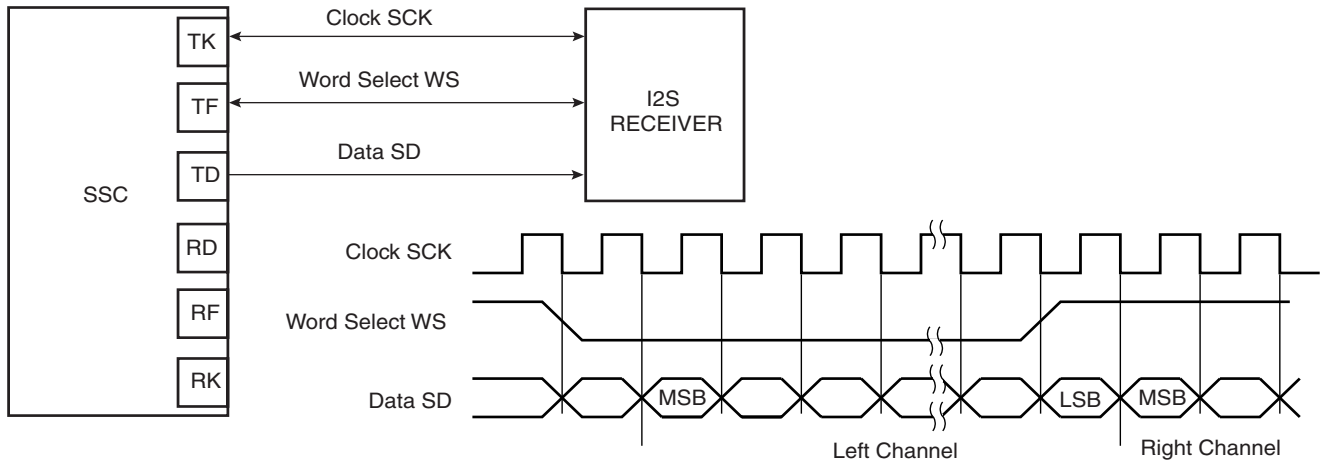 Clock SCK
TK
Word Select WS
TF
I2S
RECEIVER
Data SD
TD
SSC
RD
Clock SCK
RF
Word Select WS
RK
Data SD
MSB
LSB
MSB
Left Channel
Right Channel